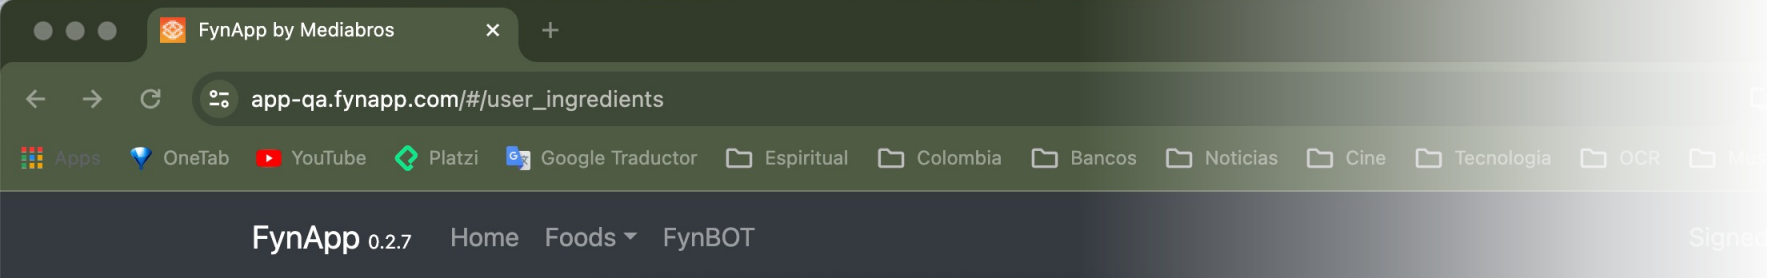 FynApp by Mediabros
app-qa.fynapp.com/#/user_ingredients
Apps OneTab YouTube Platzi Google Traductor Espiritual Colombia Bancos Noticias Cine Tecnologia OCR
FynApp 0.2.7 Home Foods FynBOT Signed